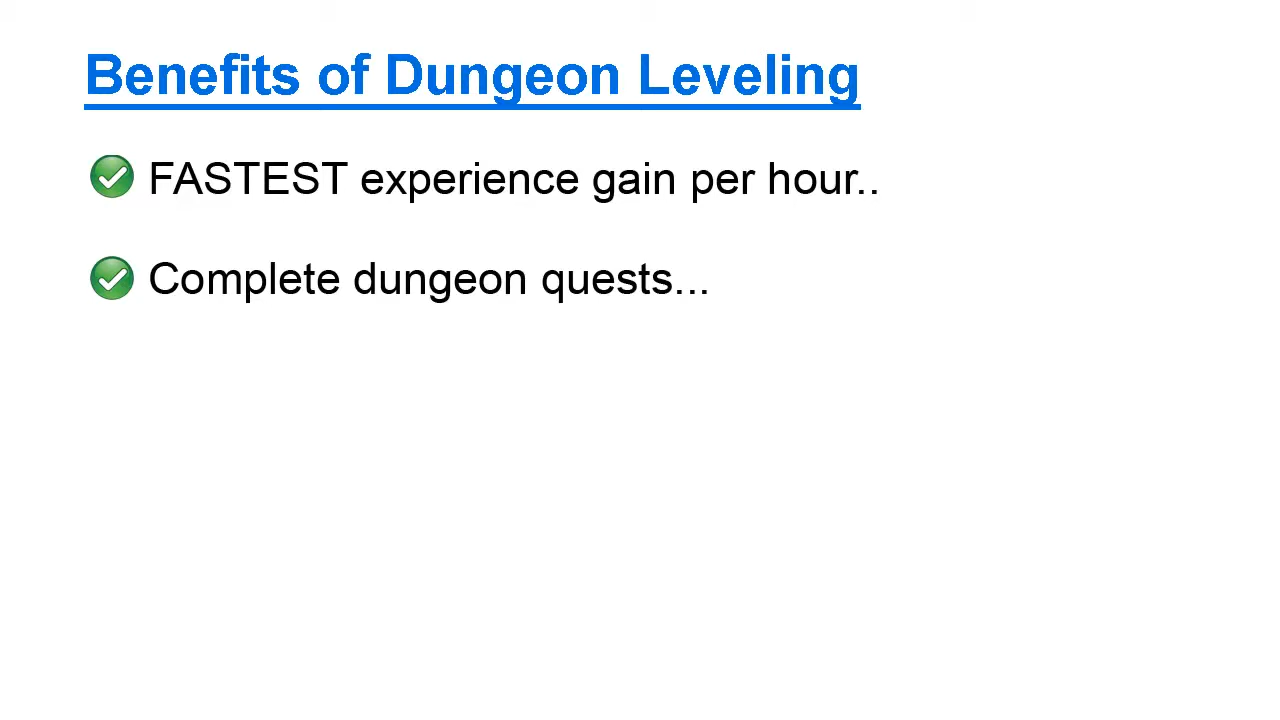 Benefits of Dungeon Leveling
FASTEST experience gain per hour..
Complete dungeon quests...